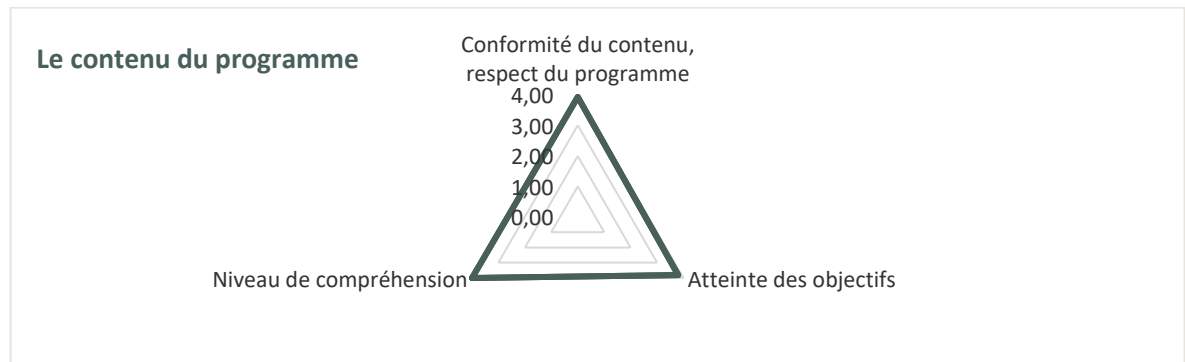 Le contenu du programme
Conformité du contenu,
respect du programme
4,00
3,00
2,00
1,00
0,00
Niveau de compréhension
Atteinte des objectifs